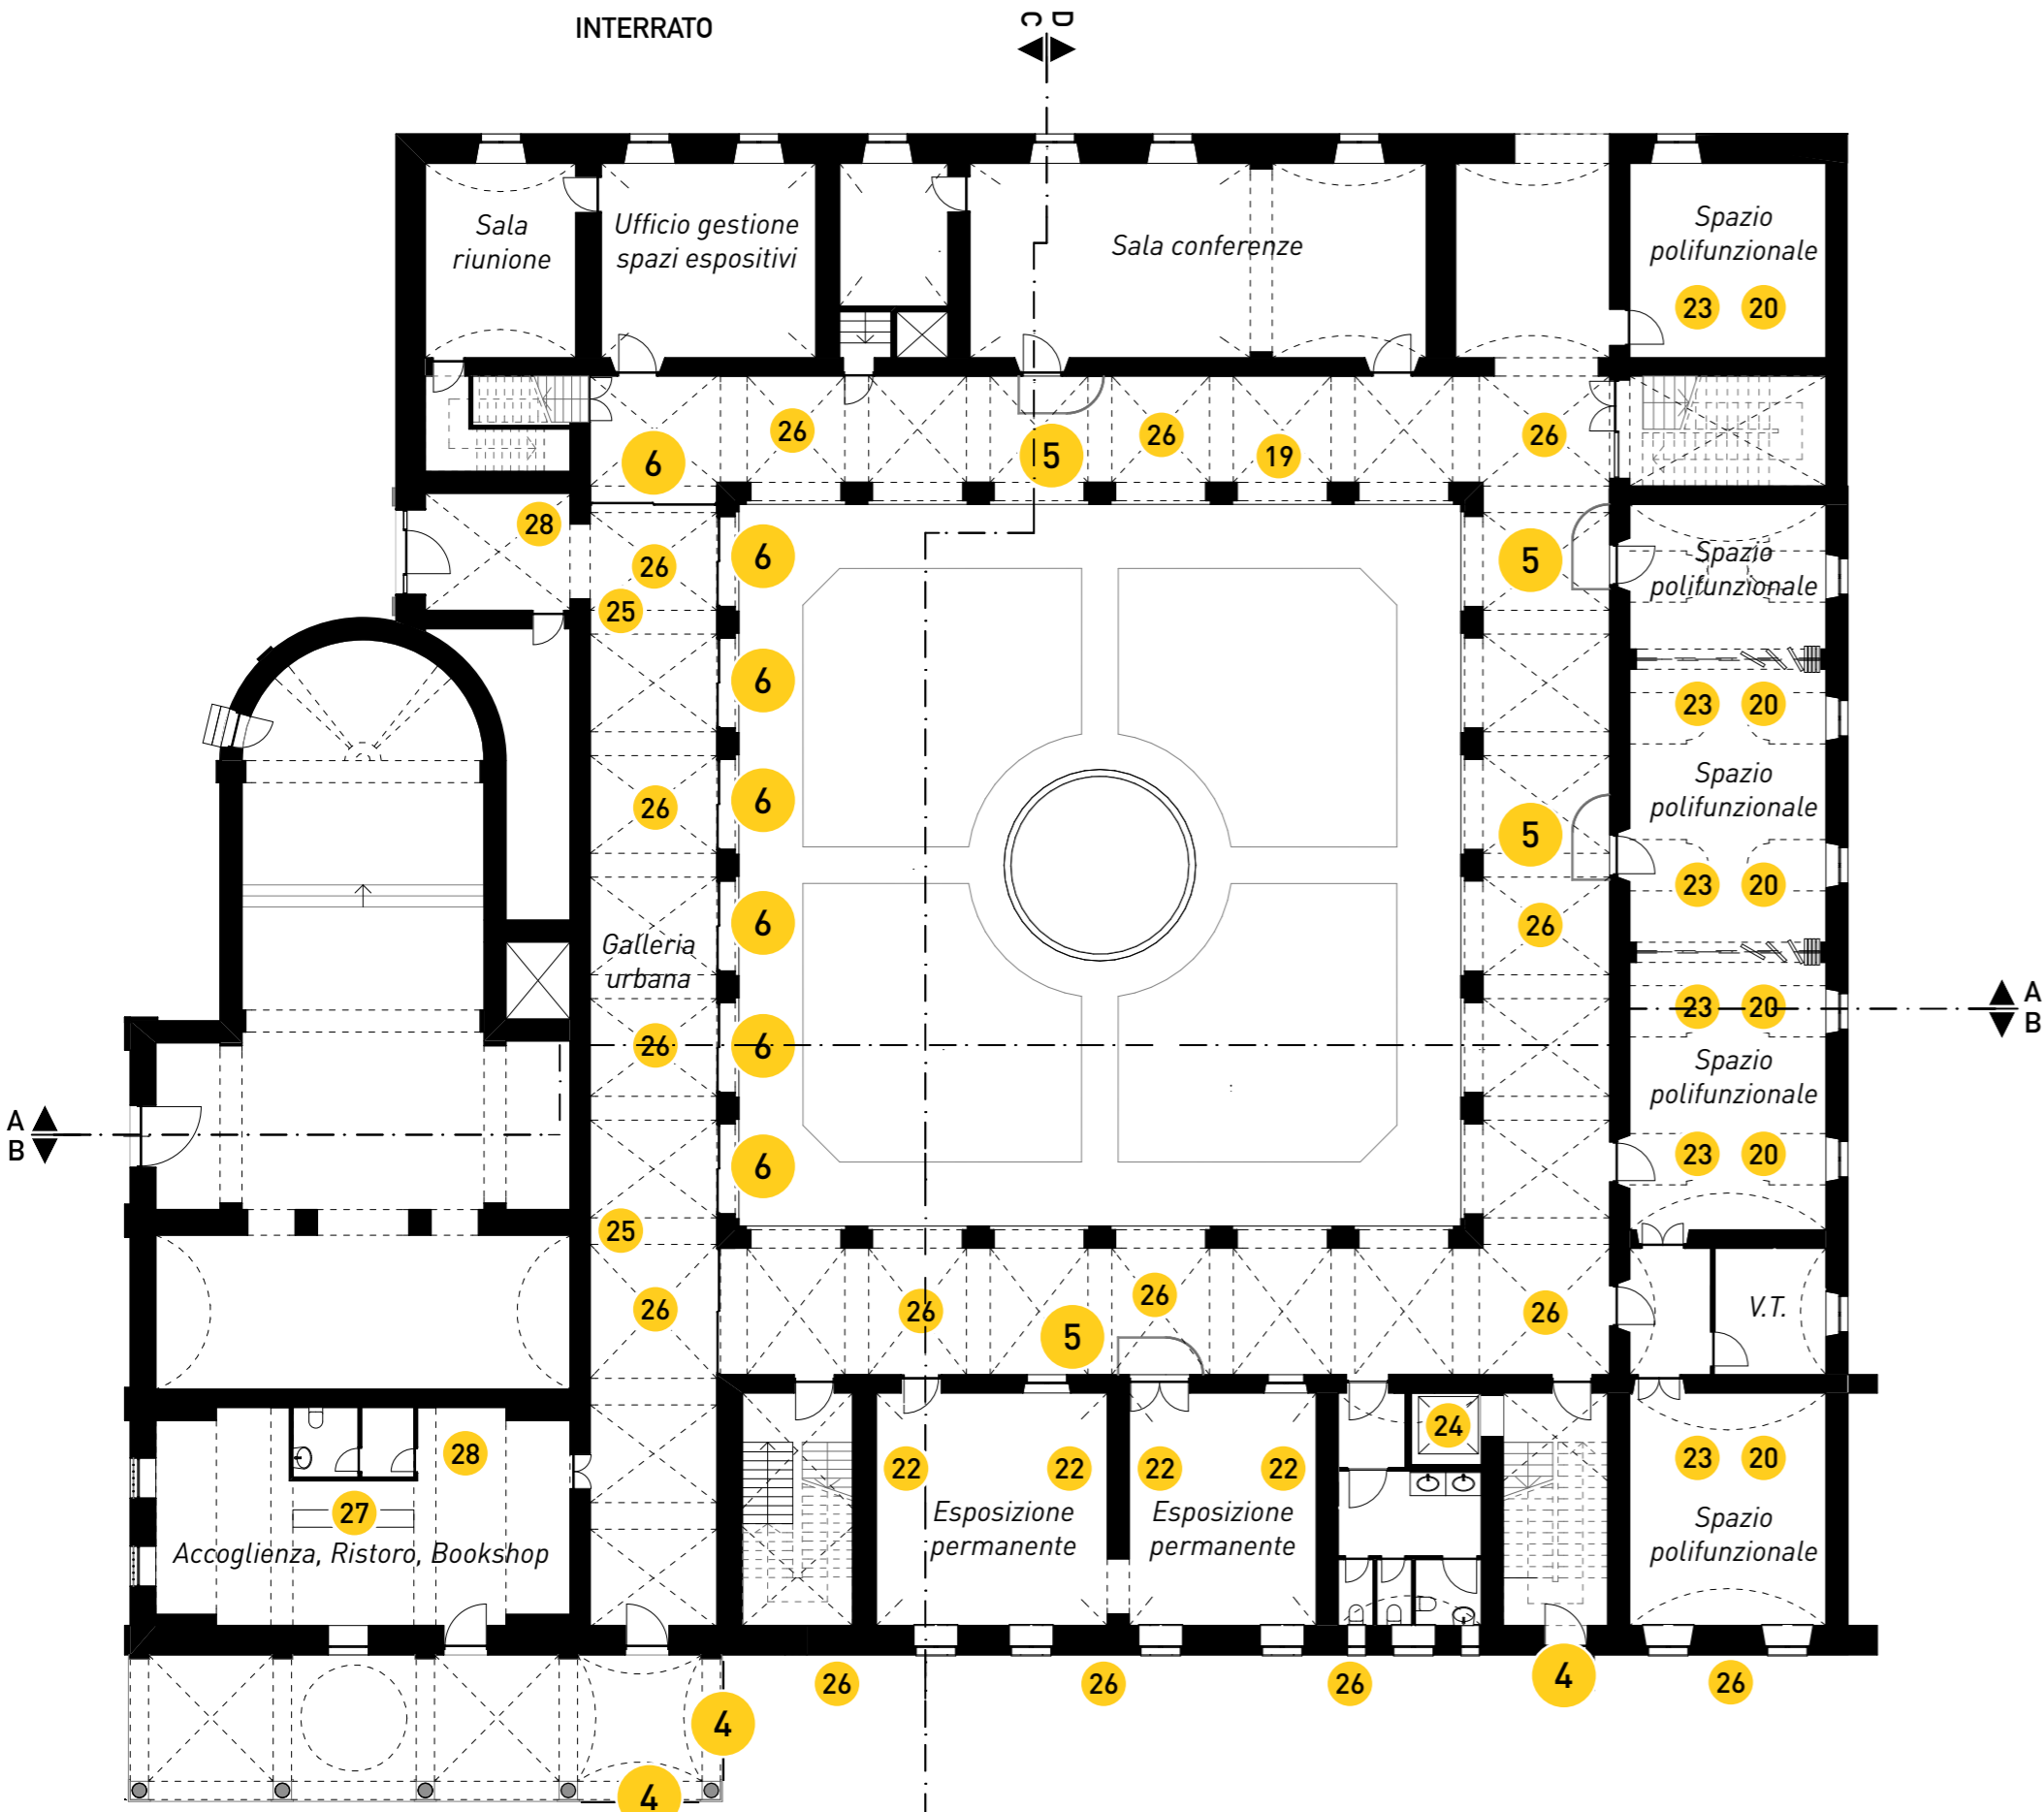 INTERRATO
C D
Sala
riunione
Ufficio gestione
spazi espositivi
Sala conferenze
Spazio
polifunzionale
23 20
26
5
26
19
26
6
28
6
5
Spazio
polifunzionale
26
25
6
23 20
Spazio
polifunzionale
26
6
5
23 20
6
26
Galleria
urbana
A
B
23 20
26
6
Spazio
polifunzionale
A
B
6
23 20
25
26
26
5
26
26
V.T.
24
28
22
22
22
22
23 20
27
Esposizione
permanente
Esposizione
permanente
Spazio
polifunzionale
Accoglienza, Ristoro, Bookshop
26
26
26
4
26
4
4